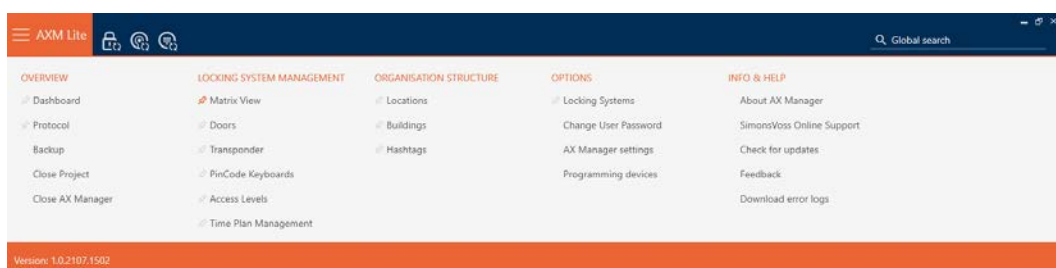 AXM Lite
Global search
OVERVIEW
Dashboard
Protocol
Backup
Close Project
Close AX Manager
LOCKING SYSTEM MANAGEMENT
Matrix View
Doors
Transponder
PinCode Keyboards
Access Levels
Time Plan Management
ORGANISATION STRUCTURE
Locations
Buildings
Hashtags
OPTIONS
Locking Systems
Change User Password
AX Manager settings
Programming devices
INFO & HELP
About AX Manager
SimonsVoss Online Support
Check for updates
Feedback
Download error logs
Version: 1.0.2107.1502